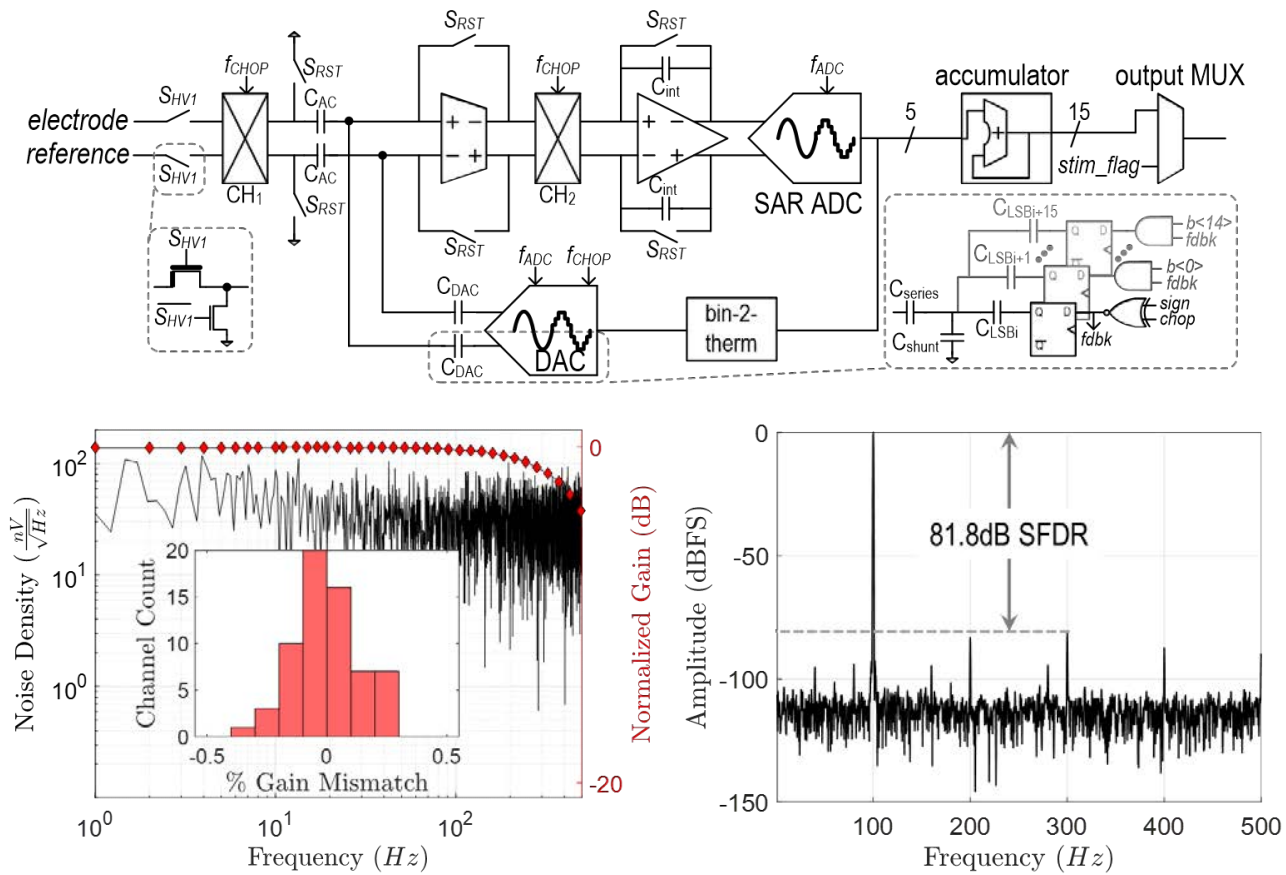 S_RST
S_RST
f_CHOP
S_RST
f_CHOP
C_int
f_ADC
accumulator
output MUX
S_HV1
C_AC
electrode
reference
5
15
S_HV1
C_AC
CH_1
S_RST
CH_2
C_int
stim_flag
SAR ADC
S_RST
S_RST
C_LSBi+15
Q
D
b<14>
fdbk
S_HV1
f_ADC
f_CHOP
C_LSBi+1
Q
D
b<0>
fdbk
C_DAC
C_series
S_HV1
bin-2-
therm
C_LSBi
Q
D
sign
chop
DAC
C_DAC
C_shunt
Q
fdbk
10^2
10^1
10^0
Noise Density (nV/√Hz)
0
-20
Normalized Gain (dB)
20
15
10
5
0
Channel Count
-0.5
0
0.5
% Gain Mismatch
10^0
10^1
10^2
Frequency (Hz)
0
-50
-100
-150
Amplitude (dBFS)
81.8dB SFDR
100
200
300
400
500
Frequency (Hz)